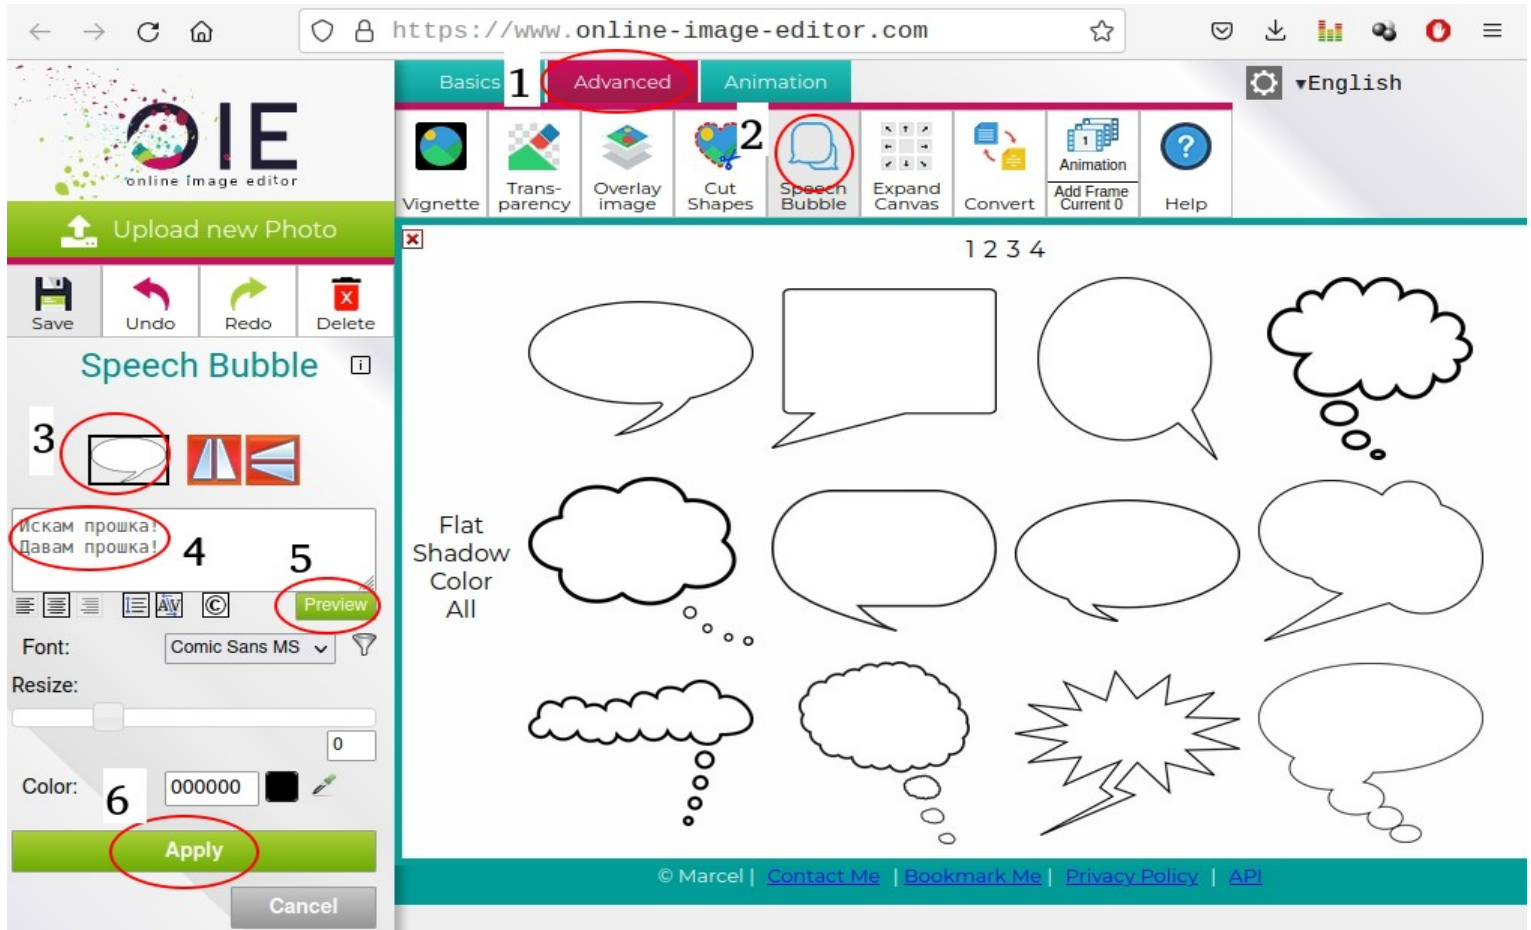 https://www.online-image-editor.com
OIE
online image editor
Basics
1
Advanced
Animation
▾English
Vignette
Trans-
parency
Overlay
image
Cut
Shapes
2
Speech
Bubble
Expand
Canvas
Convert
1
Animation
Add Frame
Current 0
?
Help
Upload new Photo
Save
Undo
Redo
X
Delete
1 2 3 4
Speech Bubble
i
3
Искам прошка!
Давам прошка!
4
5
AV
©
Preview
Font:
Comic Sans MS
Resize:
0
Color:
6
000000
Apply
Cancel
Flat
Shadow
Color
All
© Marcel | Contact Me | Bookmark Me | Privacy Policy | API